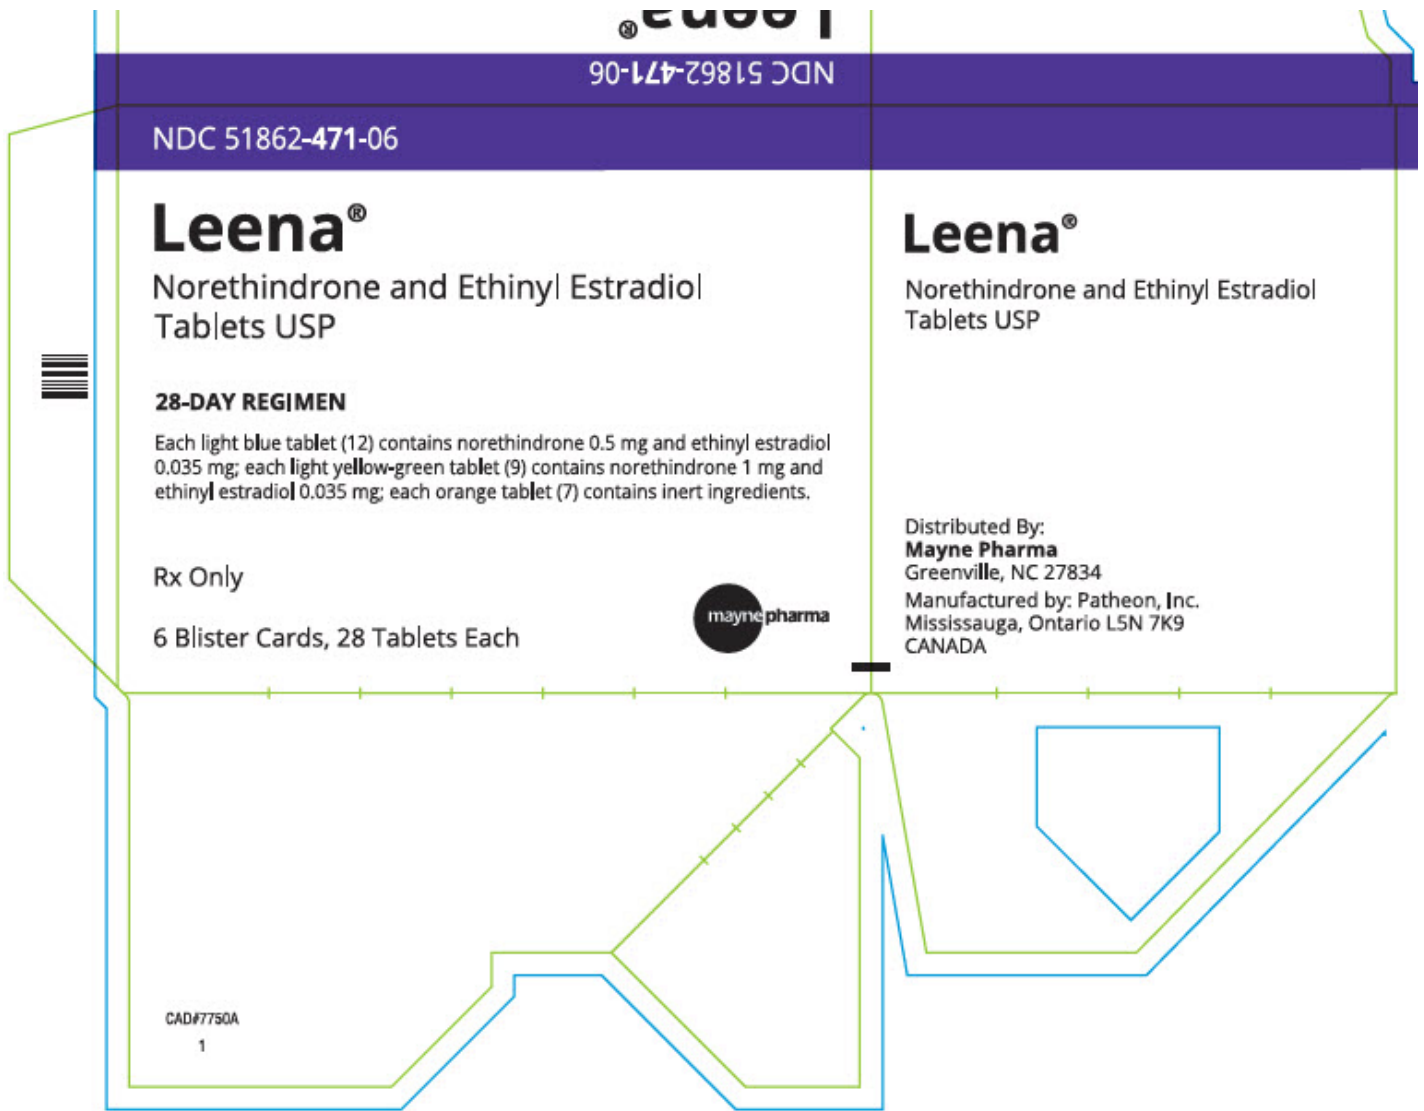 Leena®
NDC 51862-471-06
NDC 51862-471-06
Leena®
Norethindrone and Ethinyl Estradiol
Tablets USP
28-DAY REGIMEN
Each light blue tablet (12) contains norethindrone 0.5 mg and ethinyl estradiol
0.035 mg; each light yellow-green tablet (9) contains norethindrone 1 mg and
ethinyl estradiol 0.035 mg; each orange tablet (7) contains inert ingredients.
Rx Only
6 Blister Cards, 28 Tablets Each
mayne pharma
Leena®
Norethindrone and Ethinyl Estradiol
Tablets USP
Distributed By:
Mayne Pharma
Greenville, NC 27834
Manufactured by: Patheon, Inc.
Mississauga, Ontario L5N 7K9
CANADA
CAD#7750A
1